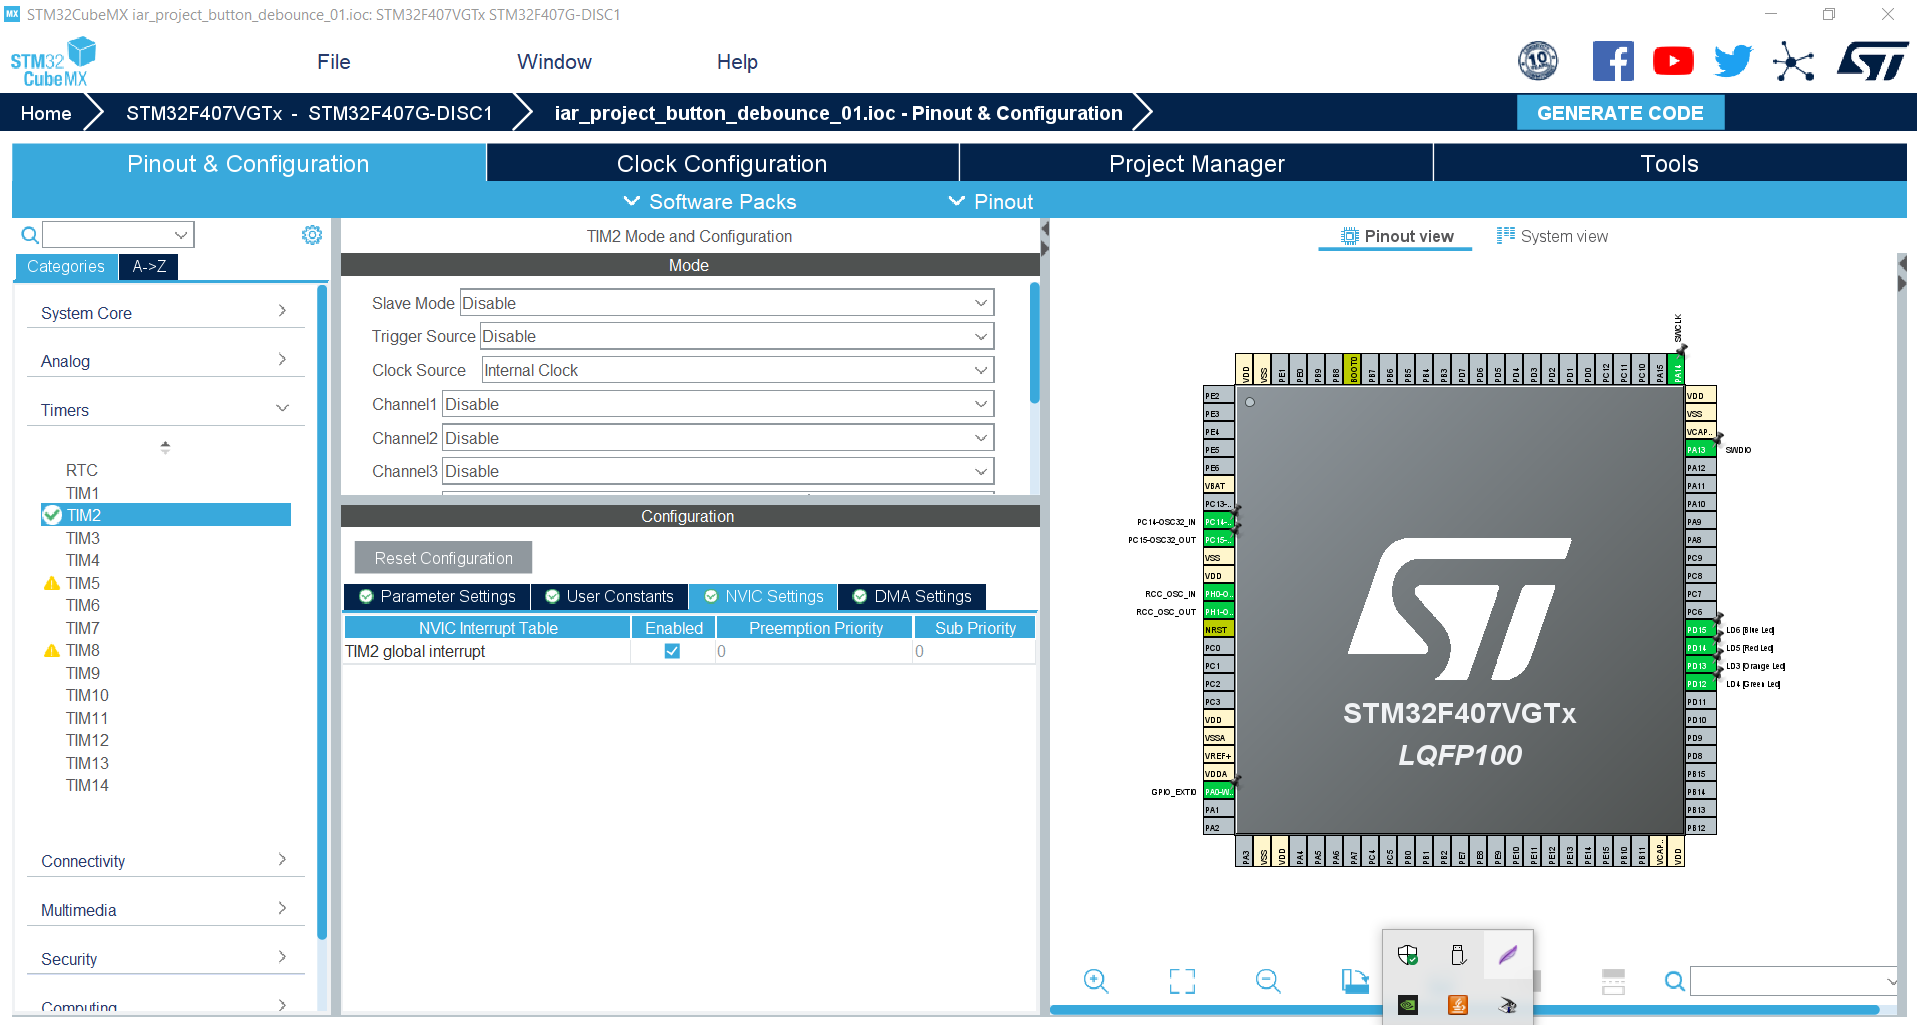 MX STM32CubeMX iar_project_button_debounce_01.ioc: STM32F407VGTx STM32F407G-DISC1
STM32
CubeMX
File
Window
Help
10
Home
STM32F407VGTx - STM32F407G-DISC1
iar_project_button_debounce_01.ioc - Pinout & Configuration
GENERATE CODE
Pinout & Configuration
Clock Configuration
Project Manager
Tools
Software Packs
Pinout
Categories
A->Z
System Core
Analog
Timers
RTC
TIM1
TIM2
TIM3
TIM4
TIM5
TIM6
TIM7
TIM8
TIM9
TIM10
TIM11
TIM12
TIM13
TIM14
Connectivity
Multimedia
Security
Computing
TIM2 Mode and Configuration
Mode
Slave Mode Disable
Trigger Source Disable
Clock Source Internal Clock
Channel1 Disable
Channel2 Disable
Channel3 Disable
Configuration
Reset Configuration
Parameter Settings
User Constants
NVIC Settings
DMA Settings
NVIC Interrupt Table
Enabled
Preemption Priority
Sub Priority
TIM2 global interrupt
0
0
Pinout view
System view
SWCLK
VDD
VSS
PE1
PE0
PB9
PB8
BOOT0
PB7
PB6
PB5
PB4
PB3
PD7
PD6
PD5
PD4
PD3
PD2
PD1
PD0
PC12
PC11
PC10
PA15
PA14
PE2
PE3
PE4
PE5
PE6
VBAT
PC13-..
PC14-OSC32_IN
PC14-..
PC15-OSC32_OUT
PC15-..
VSS
VDD
RCC_OSC_IN
PH0-O..
RCC_OSC_OUT
PH1-O..
NRST
PC0
PC1
PC2
PC3
VDD
VSSA
VREF+
VDDA
GPIO_EXTI0
PA0-W..
PA1
PA2
STM32F407VGTx
LQFP100
VDD
VSS
VCAP..
PA13
SWDIO
PA12
PA11
PA10
PA9
PA8
PC9
PC8
PC7
PC6
PD15
LD6 [Blue Led]
PD14
LD5 [Red Led]
PD13
LD3 [Orange Led]
PD12
LD4 [Green Led]
PD11
PD10
PD9
PD8
PB15
PB14
PB13
PB12
PA3
VSS
VDD
PA4
PA5
PA6
PA7
PC4
PC5
PB0
PB1
PB2
PE7
PE8
PE9
PE10
PE11
PE12
PE13
PE14
PE15
PB10
PB11
VCAP..
VDD